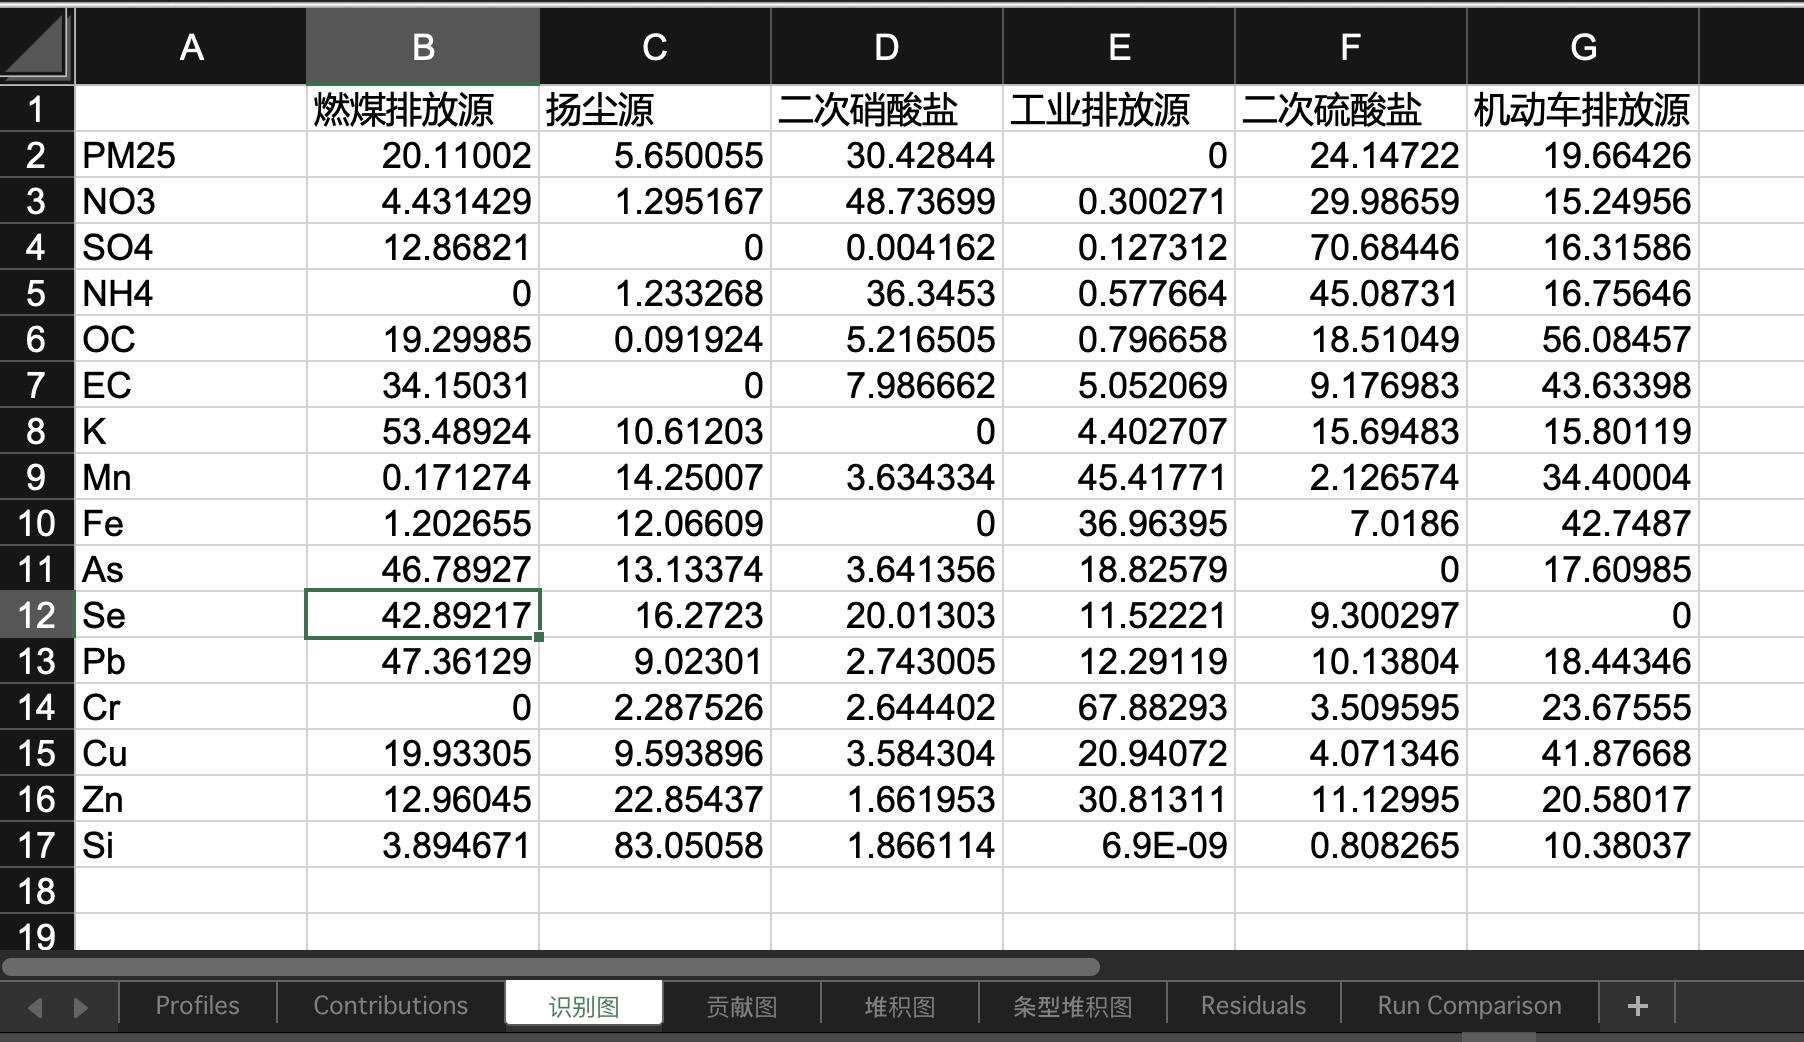 A B C D E F G
1 燃煤排放源 扬尘源 二次硝酸盐 工业排放源 二次硫酸盐 机动车排放源
2 PM25 20.11002 5.650055 30.42844 0 24.14722 19.66426
3 NO3 4.431429 1.295167 48.73699 0.300271 29.98659 15.24956
4 SO4 12.86821 0 0.004162 0.127312 70.68446 16.31586
5 NH4 0 1.233268 36.3453 0.577664 45.08731 16.75646
6 OC 19.29985 0.091924 5.216505 0.796658 18.51049 56.08457
7 EC 34.15031 0 7.986662 5.052069 9.176983 43.63398
8 K 53.48924 10.61203 0 4.402707 15.69483 15.80119
9 Mn 0.171274 14.25007 3.634334 45.41771 2.126574 34.40004
10 Fe 1.202655 12.06609 0 36.96395 7.0186 42.7487
11 As 46.78927 13.13374 3.641356 18.82579 0 17.60985
12 Se 42.89217 16.2723 20.01303 11.52221 9.300297 0
13 Pb 47.36129 9.02301 2.743005 12.29119 10.13804 18.44346
14 Cr 0 2.287526 2.644402 67.88293 3.509595 23.67555
15 Cu 19.93305 9.593896 3.584304 20.94072 4.071346 41.87668
16 Zn 12.96045 22.85437 1.661953 30.81311 11.12995 20.58017
17 Si 3.894671 83.05058 1.866114 6.9E-09 0.808265 10.38037
18
19
Profiles Contributions 识别图 贡献图 堆积图 条型堆积图 Residuals Run Comparison +